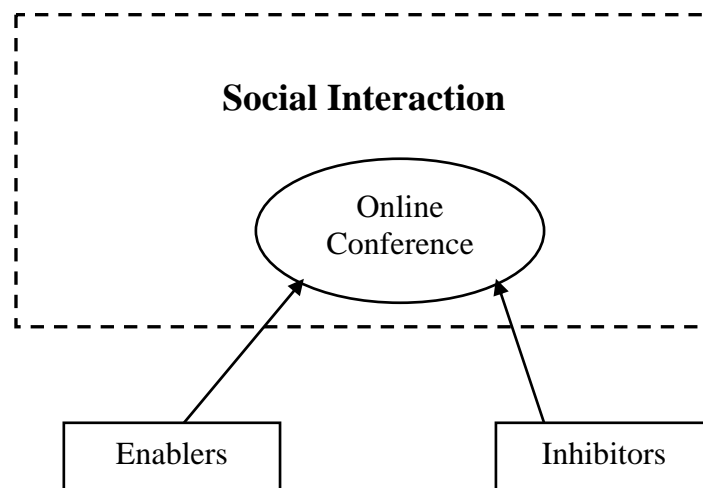 Social Interaction
Online
Conference
Enablers
Inhibitors